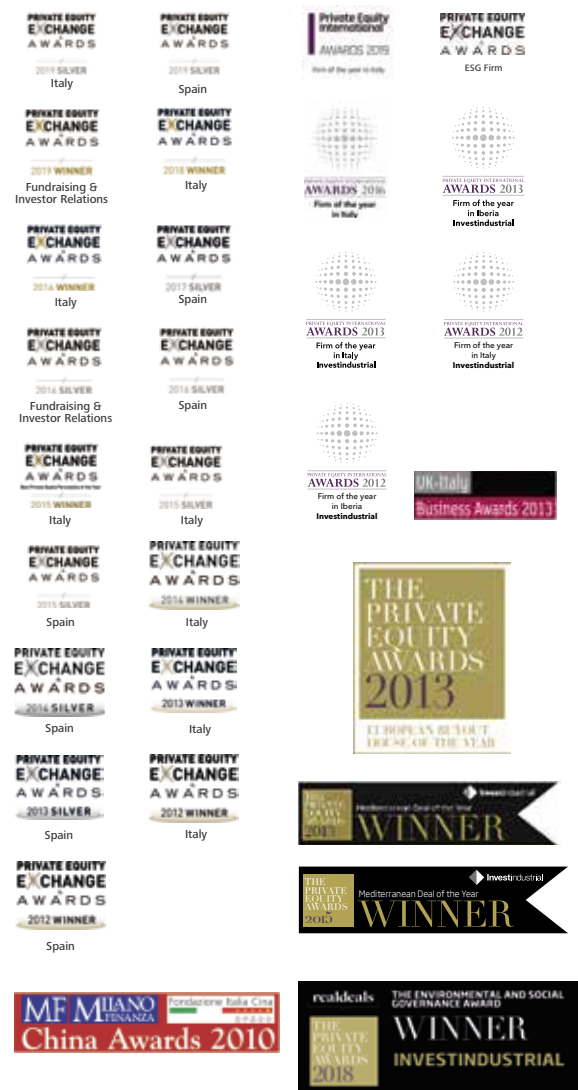 PRIVATE EQUITY
EXCHANGE
&
AWARDS
2019 SILVER
Italy
PRIVATE EQUITY
EXCHANGE
&
AWARDS
2019 SILVER
Spain
PRIVATE EQUITY
EXCHANGE
&
AWARDS
2019 WINNER
Fundraising &
Investor Relations
PRIVATE EQUITY
EXCHANGE
&
AWARDS
2018 WINNER
Italy
PRIVATE EQUITY
EXCHANGE
&
AWARDS
2016 WINNER
Italy
PRIVATE EQUITY
EXCHANGE
&
AWARDS
2017 SILVER
Spain
PRIVATE EQUITY
EXCHANGE
&
AWARDS
2016 SILVER
Fundraising &
Investor Relations
PRIVATE EQUITY
EXCHANGE
&
AWARDS
2016 SILVER
Spain
PRIVATE EQUITY
EXCHANGE
&
AWARDS
Best Private Equity Personality of the Year
2015 WINNER
Italy
PRIVATE EQUITY
EXCHANGE
&
AWARDS
2015 SILVER
Italy
PRIVATE EQUITY
EXCHANGE
&
AWARDS
2015 SILVER
Spain
PRIVATE EQUITY
EXCHANGE
&
AWARDS
2014 WINNER
Italy
PRIVATE EQUITY
EXCHANGE
&
AWARDS
2014 SILVER
Spain
PRIVATE EQUITY
EXCHANGE
&
AWARDS
2013 WINNER
Italy
PRIVATE EQUITY
EXCHANGE
&
AWARDS
2013 SILVER
Spain
PRIVATE EQUITY
EXCHANGE
&
AWARDS
2012 WINNER
Italy
PRIVATE EQUITY
EXCHANGE
&
AWARDS
2012 WINNER
Spain
MF MILANO
FINANZA
Fondazione Italia Cina
China Awards 2010
Private Equity
International
AWARDS 2019
Firm of the year in Italy
PRIVATE EQUITY
EXCHANGE
&
AWARDS
ESG Firm
PRIVATE EQUITY INTERNATIONAL
AWARDS 2016
Firm of the year
in Italy
PRIVATE EQUITY INTERNATIONAL
AWARDS 2013
Firm of the year
in Iberia
Investindustrial
PRIVATE EQUITY INTERNATIONAL
AWARDS 2013
Firm of the year
in Italy
Investindustrial
PRIVATE EQUITY INTERNATIONAL
AWARDS 2012
Firm of the year
in Italy
Investindustrial
PRIVATE EQUITY INTERNATIONAL
AWARDS 2012
Firm of the year
in Iberia
Investindustrial
UK-Italy
Business Awards 2013
THE
PRIVATE
EQUITY
AWARDS
2013
EUROPEAN BUYOUT
HOUSE OF THE YEAR
Investindustrial
THE
PRIVATE
EQUITY
AWARDS
Mediterranean Deal of the Year
WINNER
Investindustrial
THE
PRIVATE
EQUITY
AWARDS
2015
Mediterranean Deal of the Year
WINNER
realdeals
THE ENVIRONMENTAL AND SOCIAL
GOVERNANCE AWARD
THE
PRIVATE
EQUITY
AWARDS
2018
WINNER
INVESTINDUSTRIAL